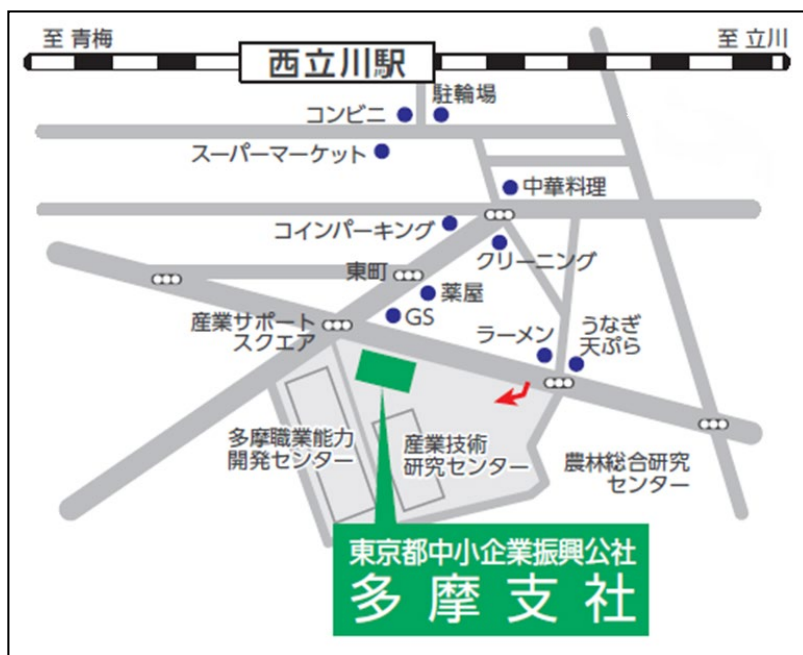 至 青梅
至 立川
西立川駅
駐輪場
コンビニ
スーパーマーケット
中華料理
コインパーキング
クリーニング
東町
薬屋
GS
産業サポート
スクエア
ラーメン
うなぎ
天ぷら
多摩職業能力
開発センター
産業技術
研究センター
農林総合研究
センター
東京都中小企業振興公社
多摩支社